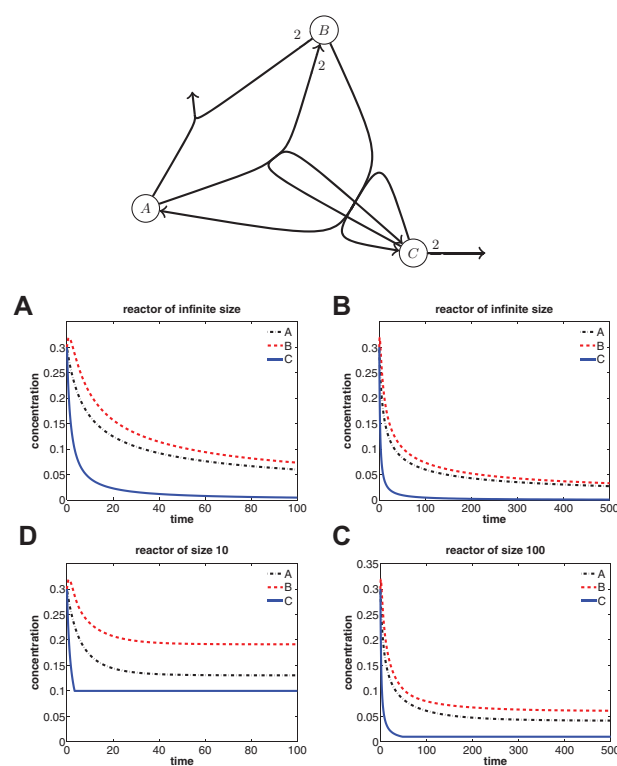 2 B
2
A
C 2
A
reactor of infinite size
A
B
C
concentration
0.3
0.25
0.2
0.15
0.1
0.05
0
0 20 40 60 80 100
time
B
reactor of infinite size
A
B
C
concentration
0.3
0.25
0.2
0.15
0.1
0.05
0
0 100 200 300 400 500
time
D
reactor of size 10
A
B
C
concentration
0.3
0.25
0.2
0.15
0.1
0.05
0
0 20 40 60 80 100
time
C
reactor of size 100
A
B
C
concentration
0.35
0.3
0.25
0.2
0.15
0.1
0.05
0
0 100 200 300 400 500
time